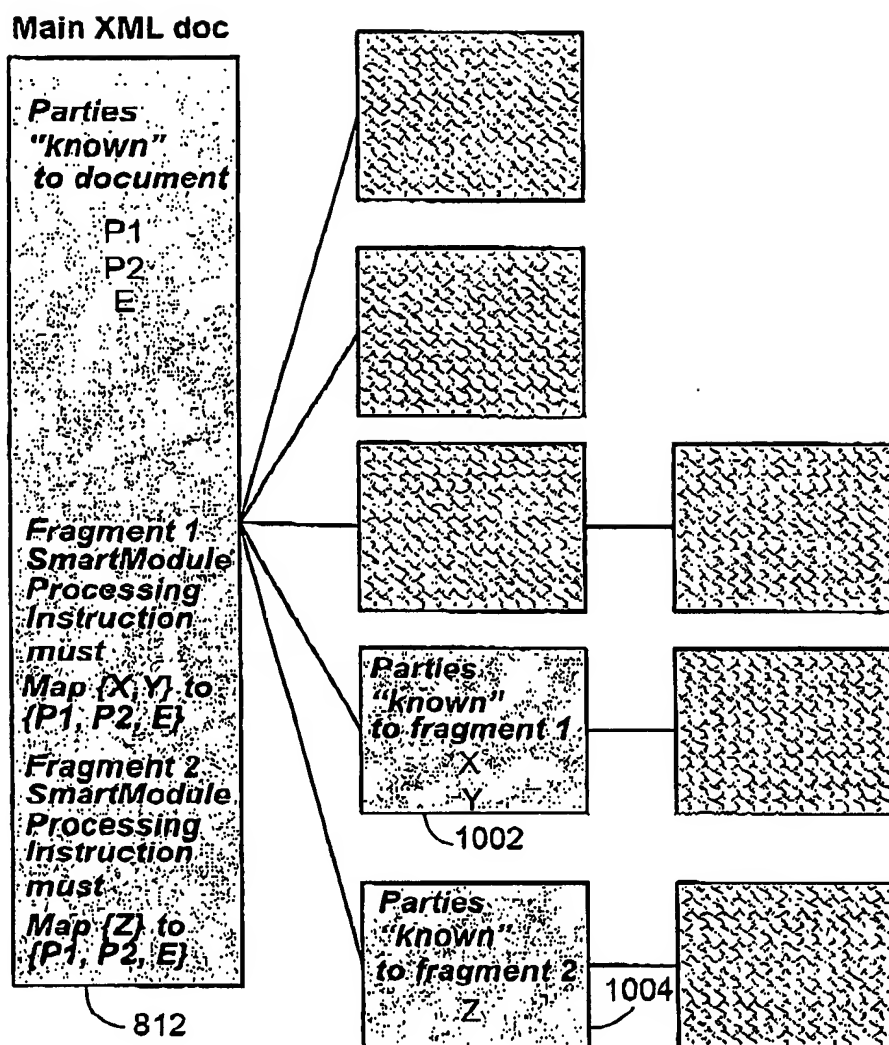 Main XML doc
Parties
"known"
to document
P1
P2
E
Fragment 1
SmartModule
Processing
Instruction
must
Map {X,Y} to
{P1, P2, E}
Fragment 2
SmartModule
Processing
Instruction
must
Map {Z} to
{P1, P2, E}
812
Parties
"known"
to fragment 1
X
Y
1002
Parties
"known"
to fragment 2
Z
1004